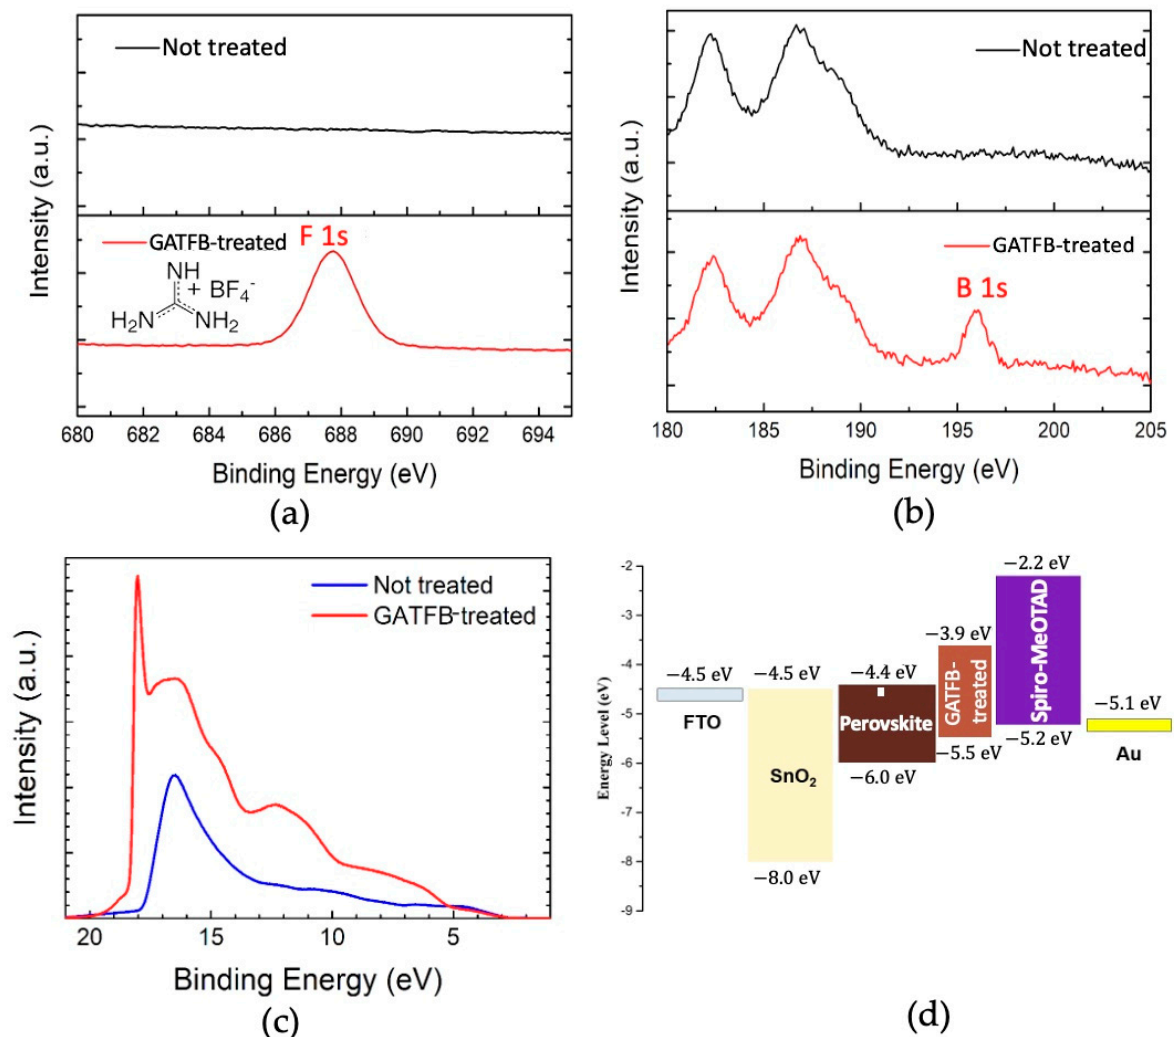 Not treated
Intensity (a.u.)
GATFB-treated
F 1s
NH
+ BF4-
H2N
NH2
680 682 684 686 688 690 692 694
Binding Energy (eV)
(a)
Not treated
Intensity (a.u.)
GATFB-treated
B 1s
180 185 190 195 200 205
Binding Energy (eV)
(b)
Not treated
GATFB-treated
Intensity (a.u.)
20 15 10 5
Binding Energy (eV)
(c)
Energy Level (eV)
-2
-3
-4
-5
-6
-7
-8
-9
−4.5 eV
FTO
−4.5 eV
SnO2
−8.0 eV
−4.4 eV
Perovskite
−6.0 eV
−3.9 eV
GATFB-
treated
−5.5 eV
−2.2 eV
Spiro-MeOTAD
−5.2 eV
−5.1 eV
Au
(d)